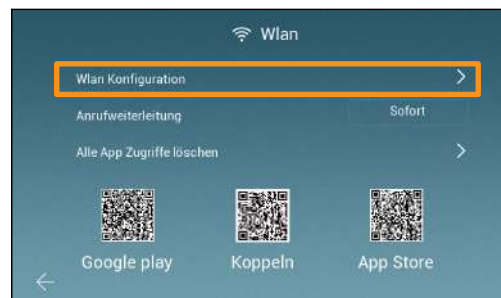 Wlan
Wlan Konfiguration
Anrufweiterleitung Sofort
Alle App Zugriffe löschen
Google play Koppeln App Store